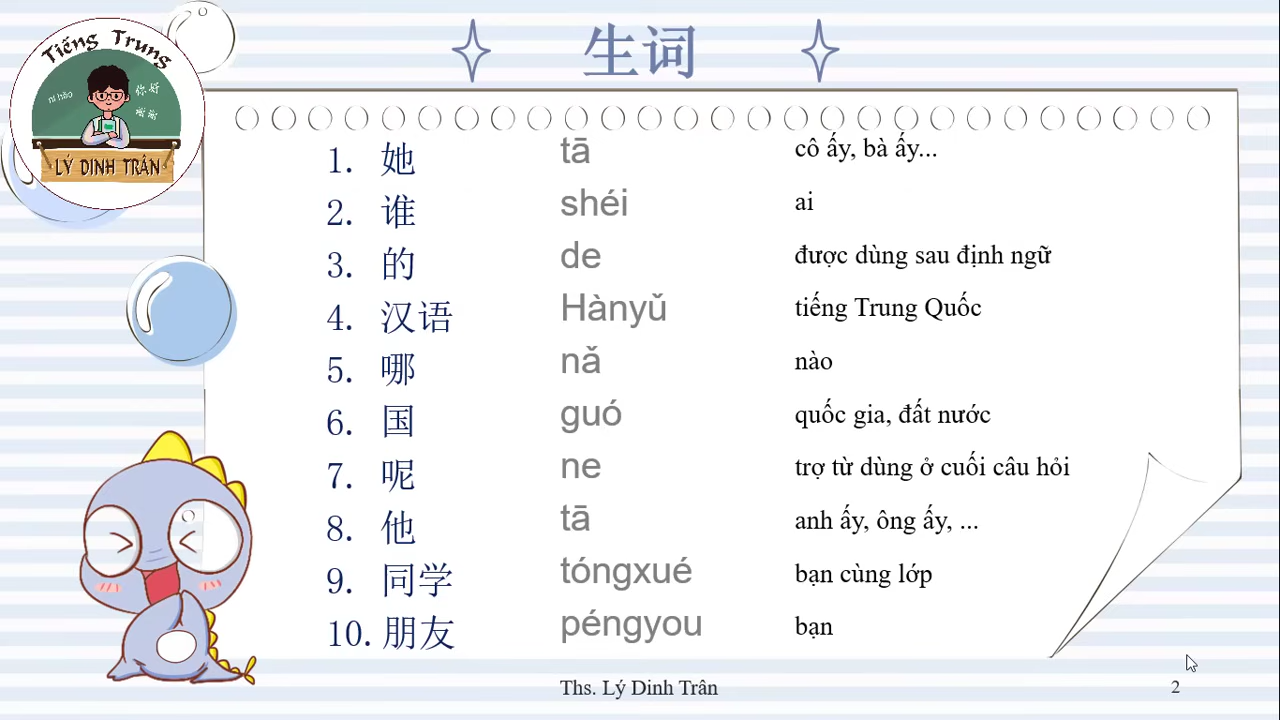 Tiếng Trung
nǐ hǎo
你好
谢谢
LÝ DINH TRÂN
生词
1. 她 tā cô ấy, bà ấy...
2. 谁 shéi ai
3. 的 de được dùng sau định ngữ
4. 汉语 Hànyǔ tiếng Trung Quốc
5. 哪 nǎ nào
6. 国 guó quốc gia, đất nước
7. 呢 ne trợ từ dùng ở cuối câu hỏi
8. 他 tā anh ấy, ông ấy, ...
9. 同学 tóngxué bạn cùng lớp
10. 朋友 péngyou bạn
Ths. Lý Dinh Trân
2